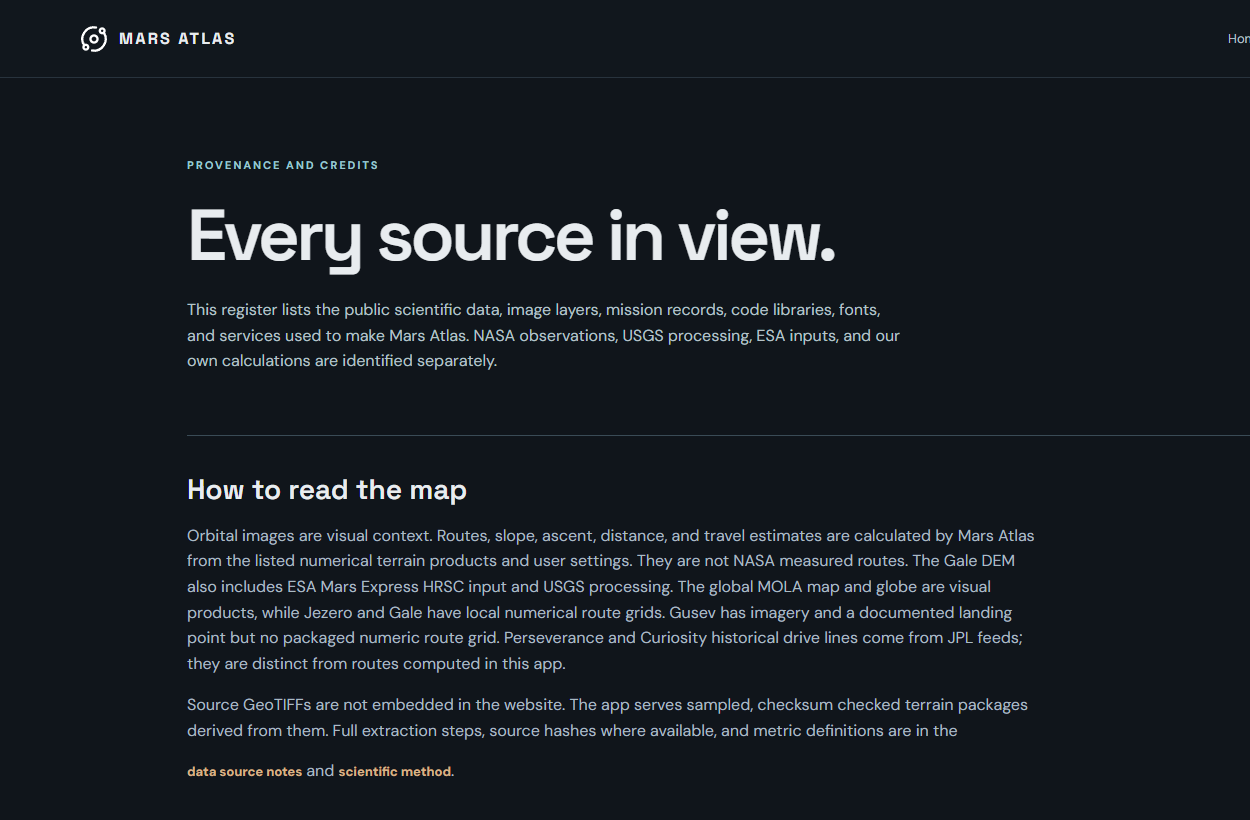 MARS ATLAS
PROVENANCE AND CREDITS
Every source in view.
This register lists the public scientific data, image layers, mission records, code libraries, fonts,
and services used to make Mars Atlas. NASA observations, USGS processing, ESA inputs, and our
own calculations are identified separately.
How to read the map
Orbital images are visual context. Routes, slope, ascent, distance, and travel estimates are calculated by Mars Atlas
from the listed numerical terrain products and user settings. They are not NASA measured routes. The Gale DEM
also includes ESA Mars Express HRSC input and USGS processing. The global MOLA map and globe are visual
products, while Jezero and Gale have local numerical route grids. Gusev has imagery and a documented landing
point but no packaged numeric route grid. Perseverance and Curiosity historical drive lines come from JPL feeds;
they are distinct from routes computed in this app.
Source GeoTIFFs are not embedded in the website. The app serves sampled, checksum checked terrain packages
derived from them. Full extraction steps, source hashes where available, and metric definitions are in the
data source notes and scientific method.